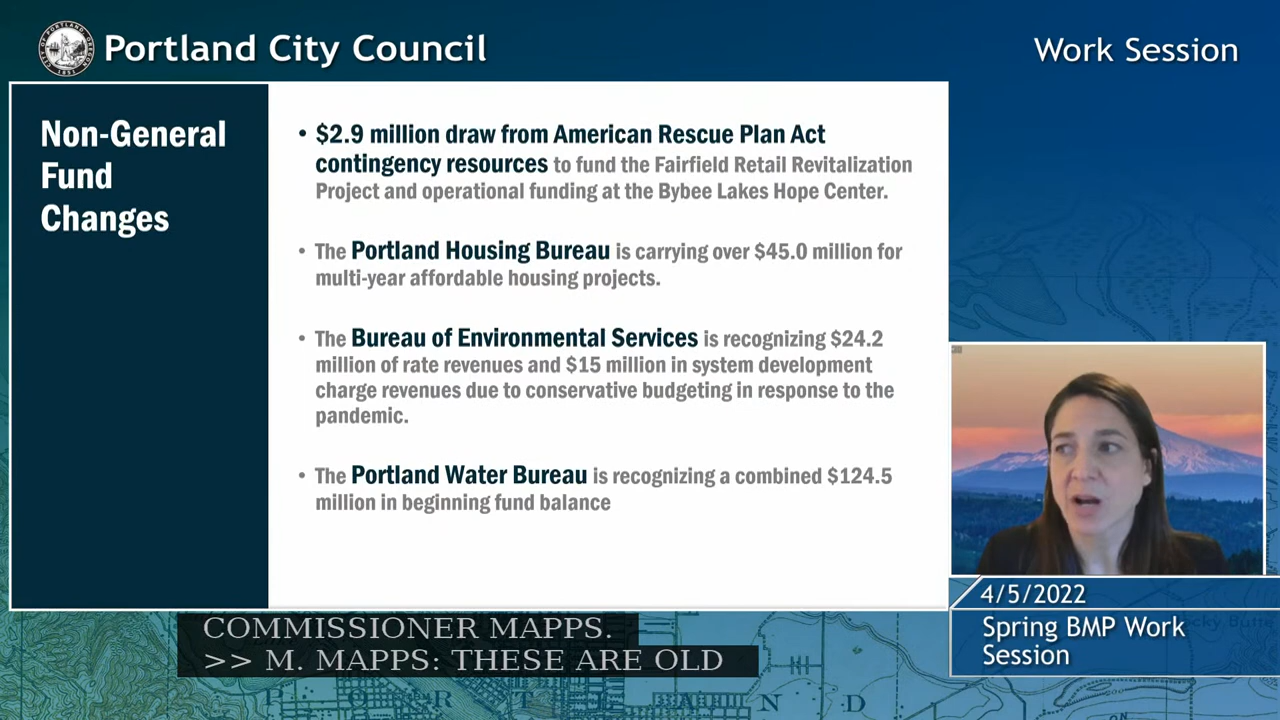 Portland City Council
Work Session
Non-General
Fund
Changes
• $2.9 million draw from American Rescue Plan Act
contingency resources to fund the Fairfield Retail Revitalization
Project and operational funding at the Bybee Lakes Hope Center.
• The Portland Housing Bureau is carrying over $45.0 million for
multi-year affordable housing projects.
• The Bureau of Environmental Services is recognizing $24.2
million of rate revenues and $15 million in system development
charge revenues due to conservative budgeting in response to the
pandemic.
• The Portland Water Bureau is recognizing a combined $124.5
million in beginning fund balance
4/5/2022
Spring BMP Work
Session
COMMISSIONER MAPPS.
>> M. MAPPS: THESE ARE OLD